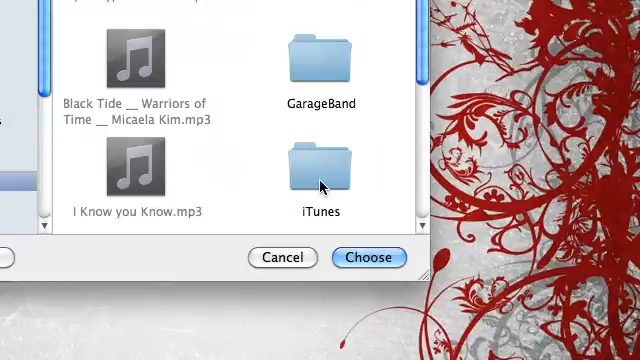 Black Tide __ Warriors of
Time __ Micaela Kim.mp3
GarageBand
I Know you Know.mp3
iTunes
Cancel
Choose